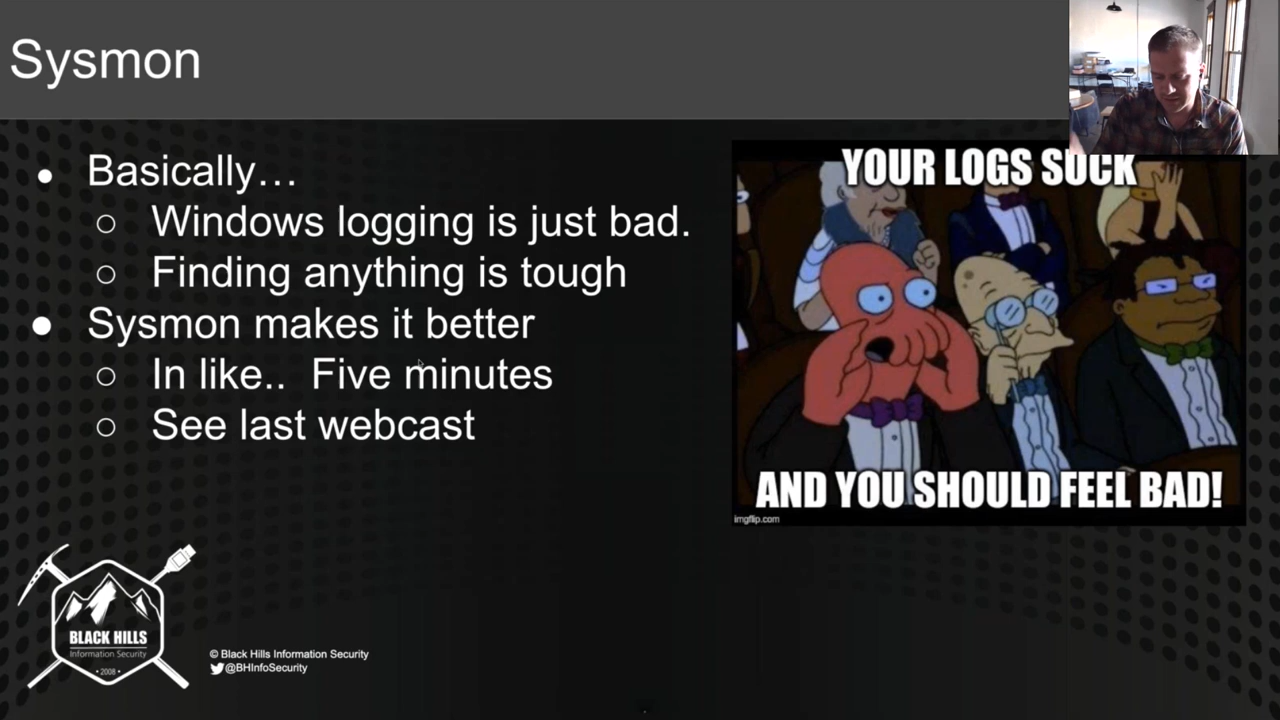 Sysmon
● Basically…
○ Windows logging is just bad.
○ Finding anything is tough
● Sysmon makes it better
○ In like.. Five minutes
○ See last webcast
YOUR LOGS SUCK
AND YOU SHOULD FEEL BAD!
imgflip.com
BLACK HILLS
Information Security
• 2008 •
© Black Hills Information Security
@BHInfoSecurity